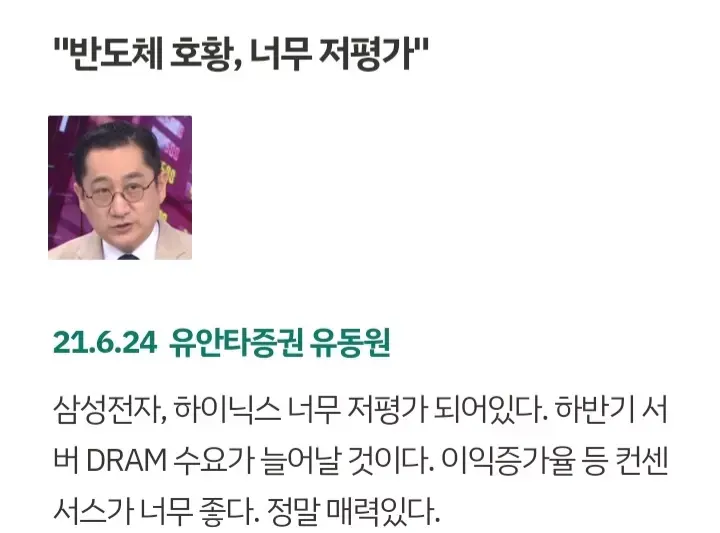 "반도체 호황, 너무 저평가"
21.6.24 유안타증권 유동원
삼성전자, 하이닉스 너무 저평가 되어있다. 하반기 서
버 DRAM 수요가 늘어날 것이다. 이익증가율 등 컨센
서스가 너무 좋다. 정말 매력있다.